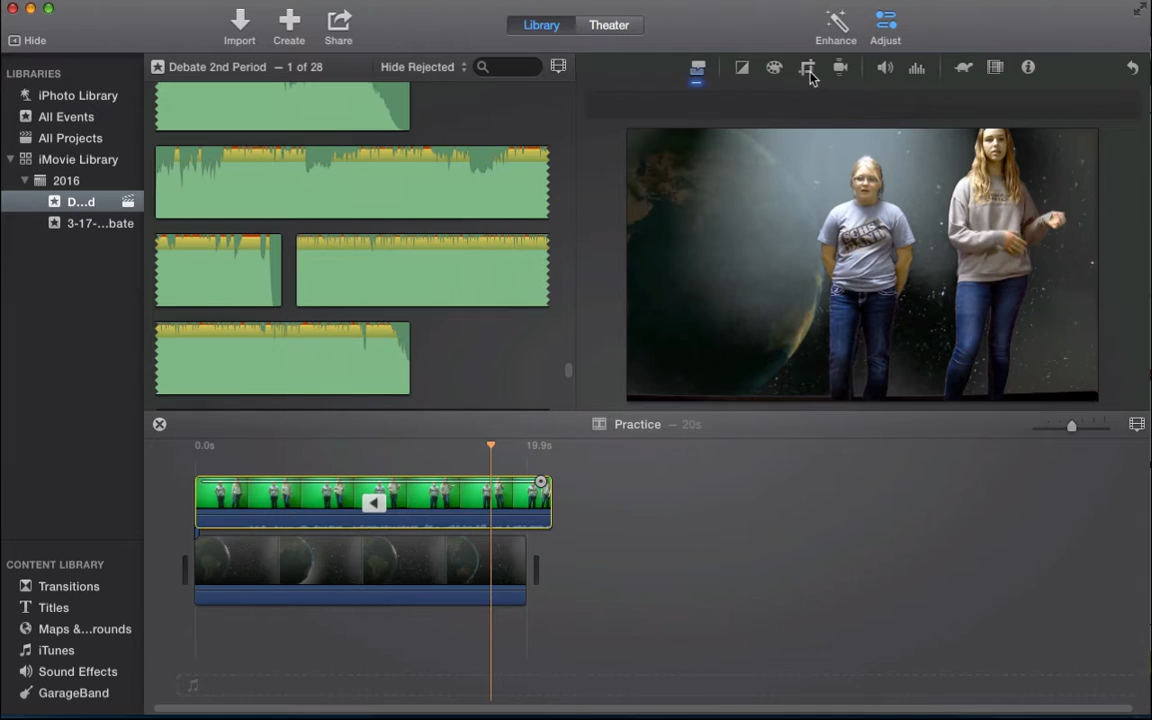 Library Theater
Hide Import Create Share Enhance Adjust
LIBRARIES
iPhoto Library
All Events
All Projects
iMovie Library
2016
D...d
3-17-...bate
Debate 2nd Period — 1 of 28 Hide Rejected
SCHS
BAND
Practice — 20s
0.0s 19.9s
CONTENT LIBRARY
Transitions
T Titles
Maps &...rounds
iTunes
Sound Effects
GarageBand